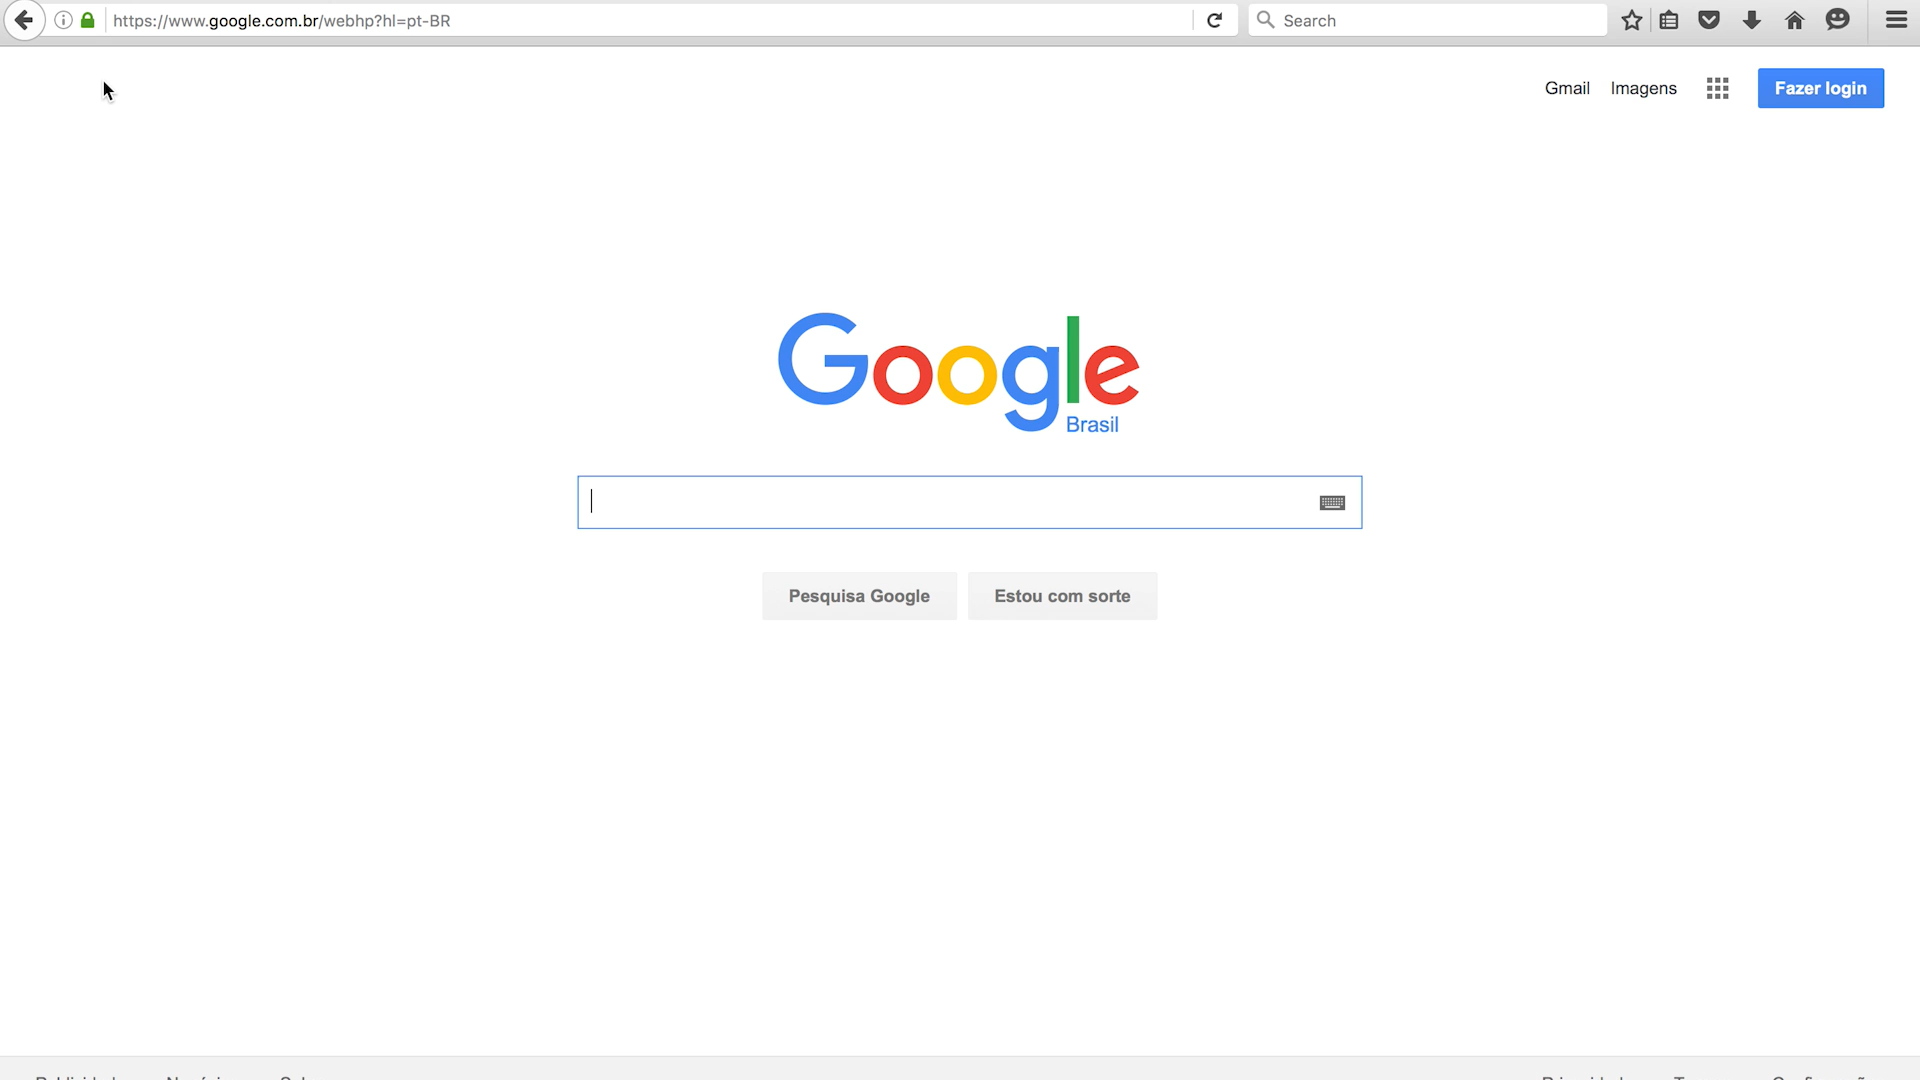 https://www.google.com.br/webhp?hl=pt-BR
Search
Gmail Imagens Fazer login
Google
Brasil
Pesquisa Google Estou com sorte